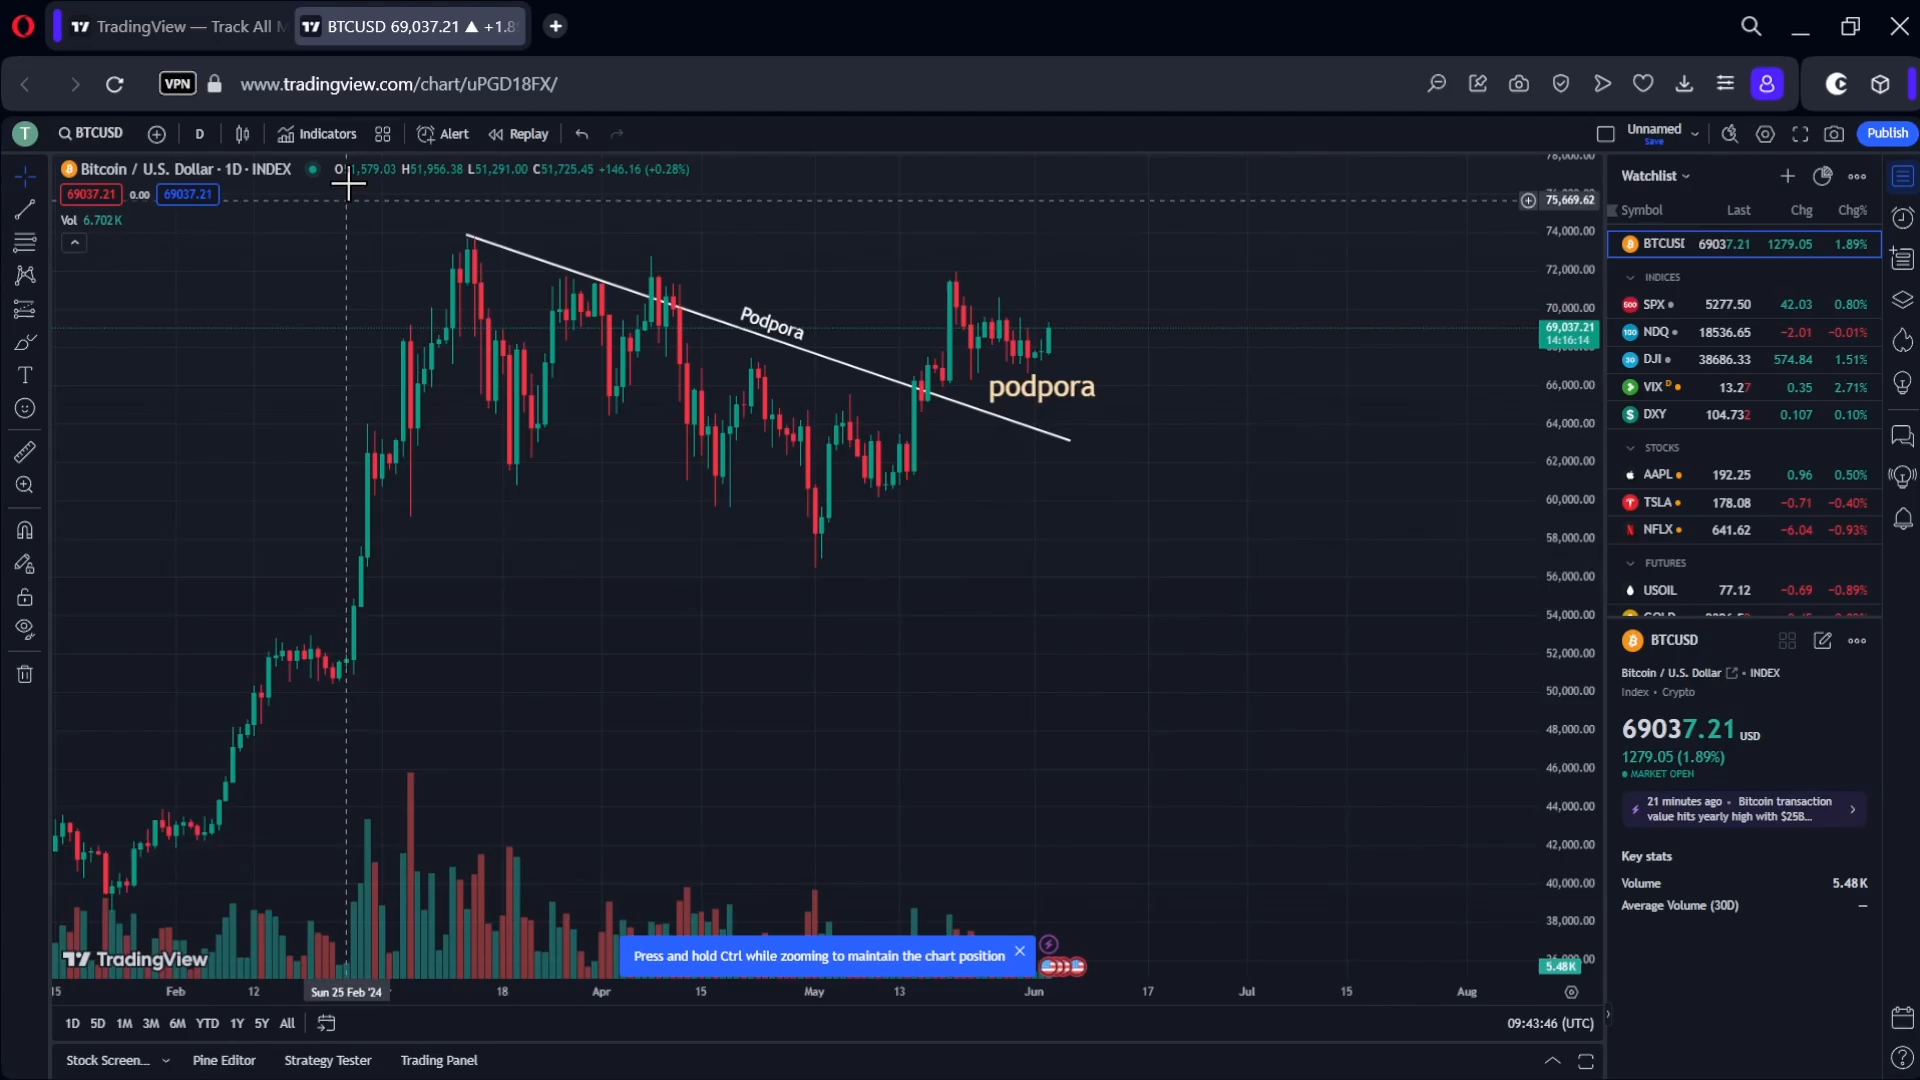 TradingView — Track All M
BTCUSD 69,037.21 ▲ +1.8
VPN
www.tradingview.com/chart/uPGD18FX/
T
BTCUSD
D
Indicators
Alert
Replay
Unnamed
Save
Publish
Bitcoin / U.S. Dollar · 1D · INDEX
H51,956.38 L51,291.00 C51,725.45 +146.16 (+0.28%)
69037.21
0.00
69037.21
Vol 6.702K
Podpora
podpora
75,669.62
74,000.00
72,000.00
70,000.00
69,037.21
14:16:14
66,000.00
64,000.00
62,000.00
60,000.00
58,000.00
56,000.00
54,000.00
52,000.00
50,000.00
48,000.00
46,000.00
44,000.00
42,000.00
40,000.00
38,000.00
5.48K
TradingView
Press and hold Ctrl while zooming to maintain the chart position
15
Feb
12
Sun 25 Feb '24
18
Apr
15
May
13
Jun
17
Jul
15
Aug
1D 5D 1M 3M 6M YTD 1Y 5Y All
09:43:46 (UTC)
Stock Screen... Pine Editor Strategy Tester Trading Panel
Watchlist
Symbol Last Chg Chg%
BTCUSD 69037.21 1279.05 1.89%
INDICES
SPX 5277.50 42.03 0.80%
NDQ 18536.65 −2.01 −0.01%
DJI 38686.33 574.84 1.51%
VIX D 13.27 0.35 2.71%
DXY 104.732 0.107 0.10%
STOCKS
AAPL 192.25 0.96 0.50%
TSLA 178.08 −0.71 −0.40%
NFLX 641.62 −6.04 −0.93%
FUTURES
USOIL 77.12 −0.69 −0.89%
BTCUSD
Bitcoin / U.S. Dollar • INDEX
Index • Crypto
69037.21 USD
1279.05 (1.89%)
MARKET OPEN
21 minutes ago • Bitcoin transaction
value hits yearly high with $25B...
Key stats
Volume 5.48K
Average Volume (30D) —